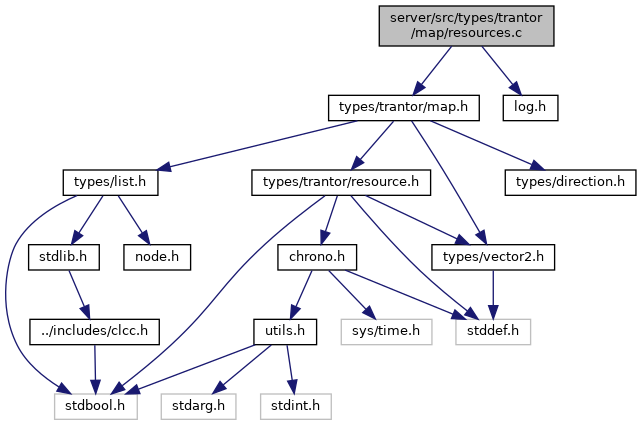 server/src/types/trantor
/map/resources.c
types/trantor/map.h
log.h
types/list.h
types/trantor/resource.h
types/direction.h
stdlib.h
node.h
chrono.h
types/vector2.h
../includes/clcc.h
utils.h
sys/time.h
stddef.h
stdbool.h
stdarg.h
stdint.h